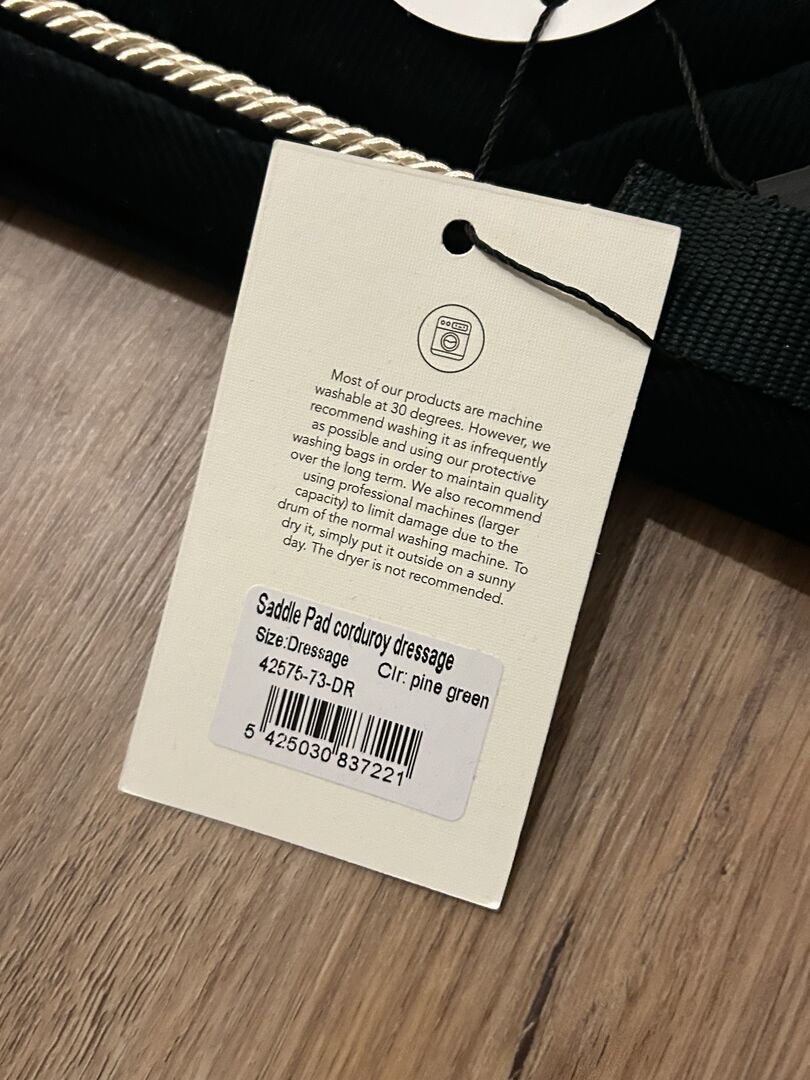 Most of our products are machine
washable at 30 degrees. However, we
recommend washing it as infrequently
as possible and using our protective
washing bags in order to maintain quality
over the long term. We also recommend
using professional machines (larger
capacity) to limit damage due to the
drum of the normal washing machine. To
dry it, simply put it outside on a sunny
day. The dryer is not recommended.
Saddle Pad corduroy dressage
Size:Dressage Clr: pine green
42575-73-DR
5 425030 837221